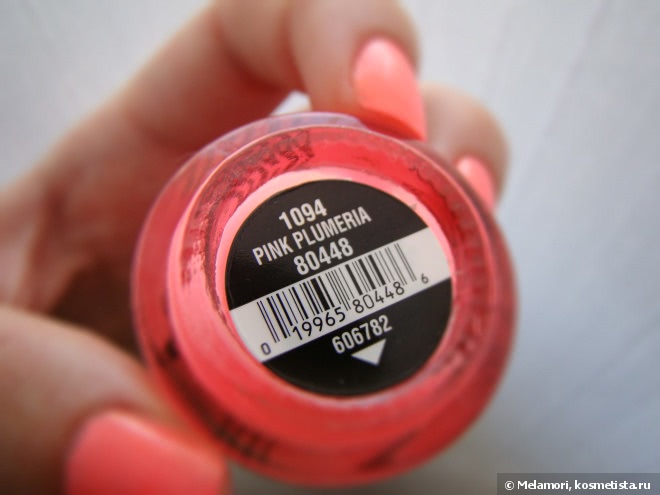 1094
PINK PLUMERIA
80448
0 19965 80448 6
606782
© Melamori, kosmetista.ru